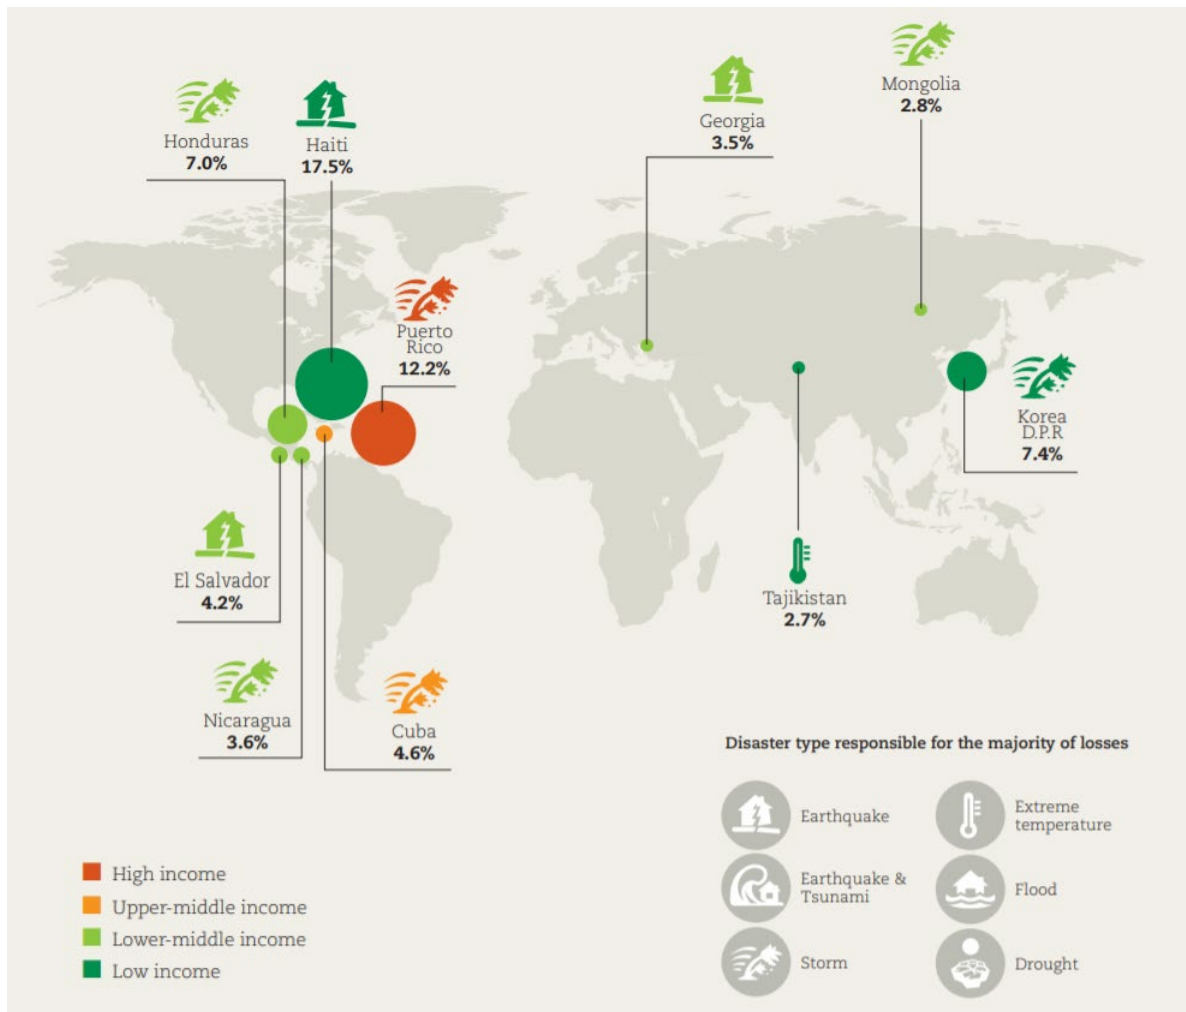 Mongolia
2.8%
Georgia
3.5%
Honduras
7.0%
Haiti
17.5%
Puerto
Rico
12.2%
Korea
D.P.R
7.4%
El Salvador
4.2%
Tajikistan
2.7%
Nicaragua
3.6%
Cuba
4.6%
Disaster type responsible for the majority of losses
Earthquake
Extreme
temperature
Earthquake &
Tsunami
Flood
Storm
Drought
High income
Upper-middle income
Lower-middle income
Low income